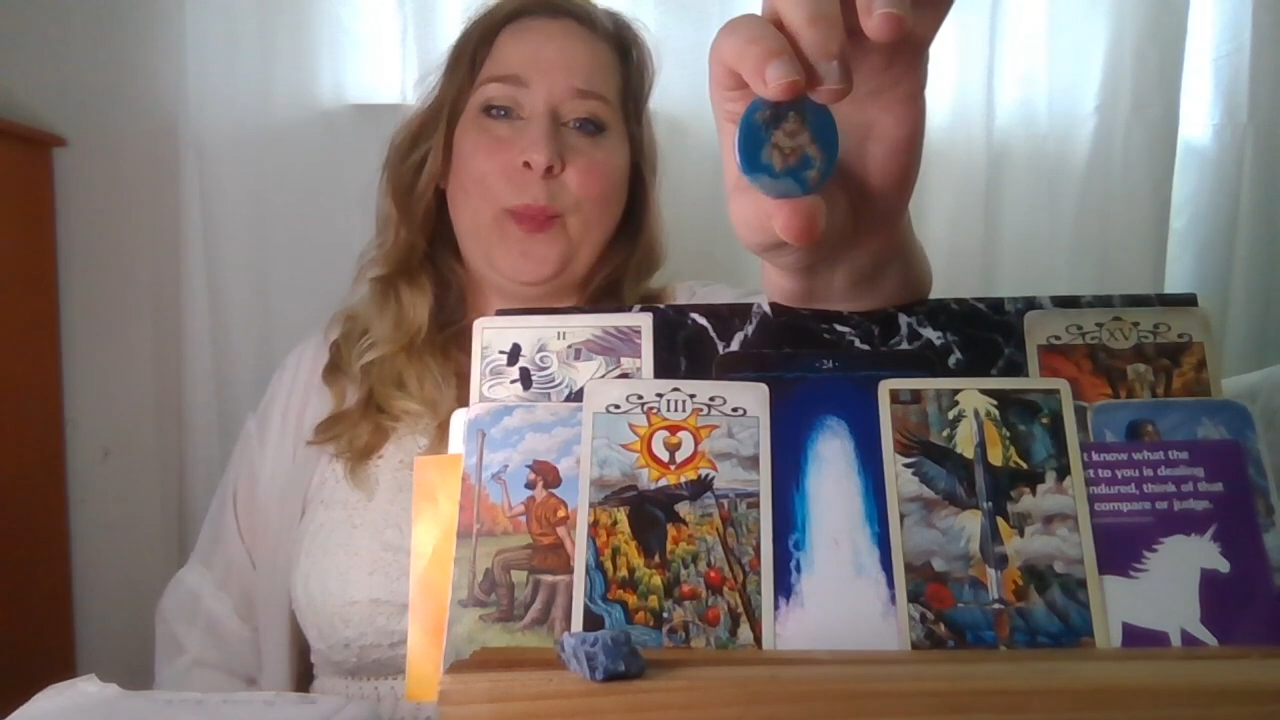 II
· 24 ·
XV
III
t know what the
t to you is dealing
ndured, think of that
compare or judge.